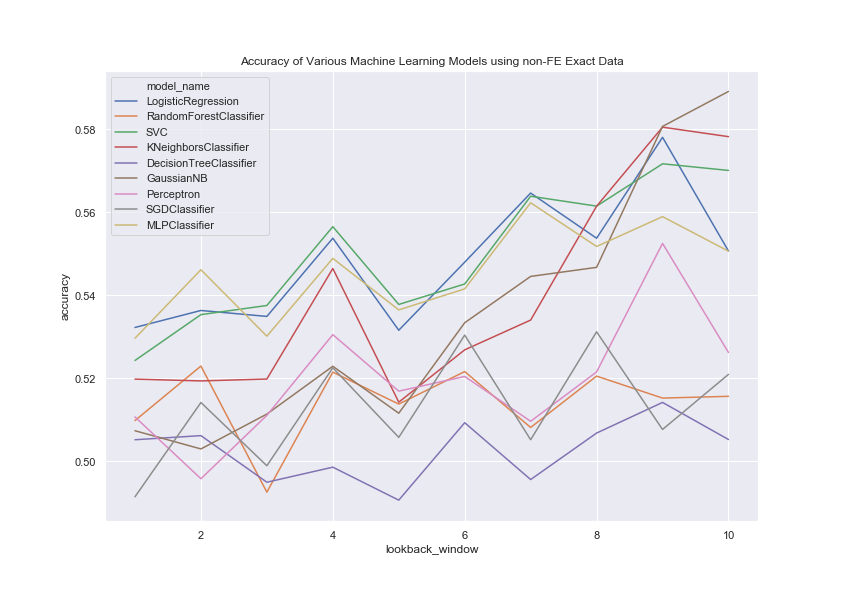 Accuracy of Various Machine Learning Models using non-FE Exact Data
model_name
LogisticRegression
RandomForestClassifier
SVC
KNeighborsClassifier
DecisionTreeClassifier
GaussianNB
Perceptron
SGDClassifier
MLPClassifier
accuracy
0.58
0.56
0.54
0.52
0.50
2 4 6 8 10
lookback_window